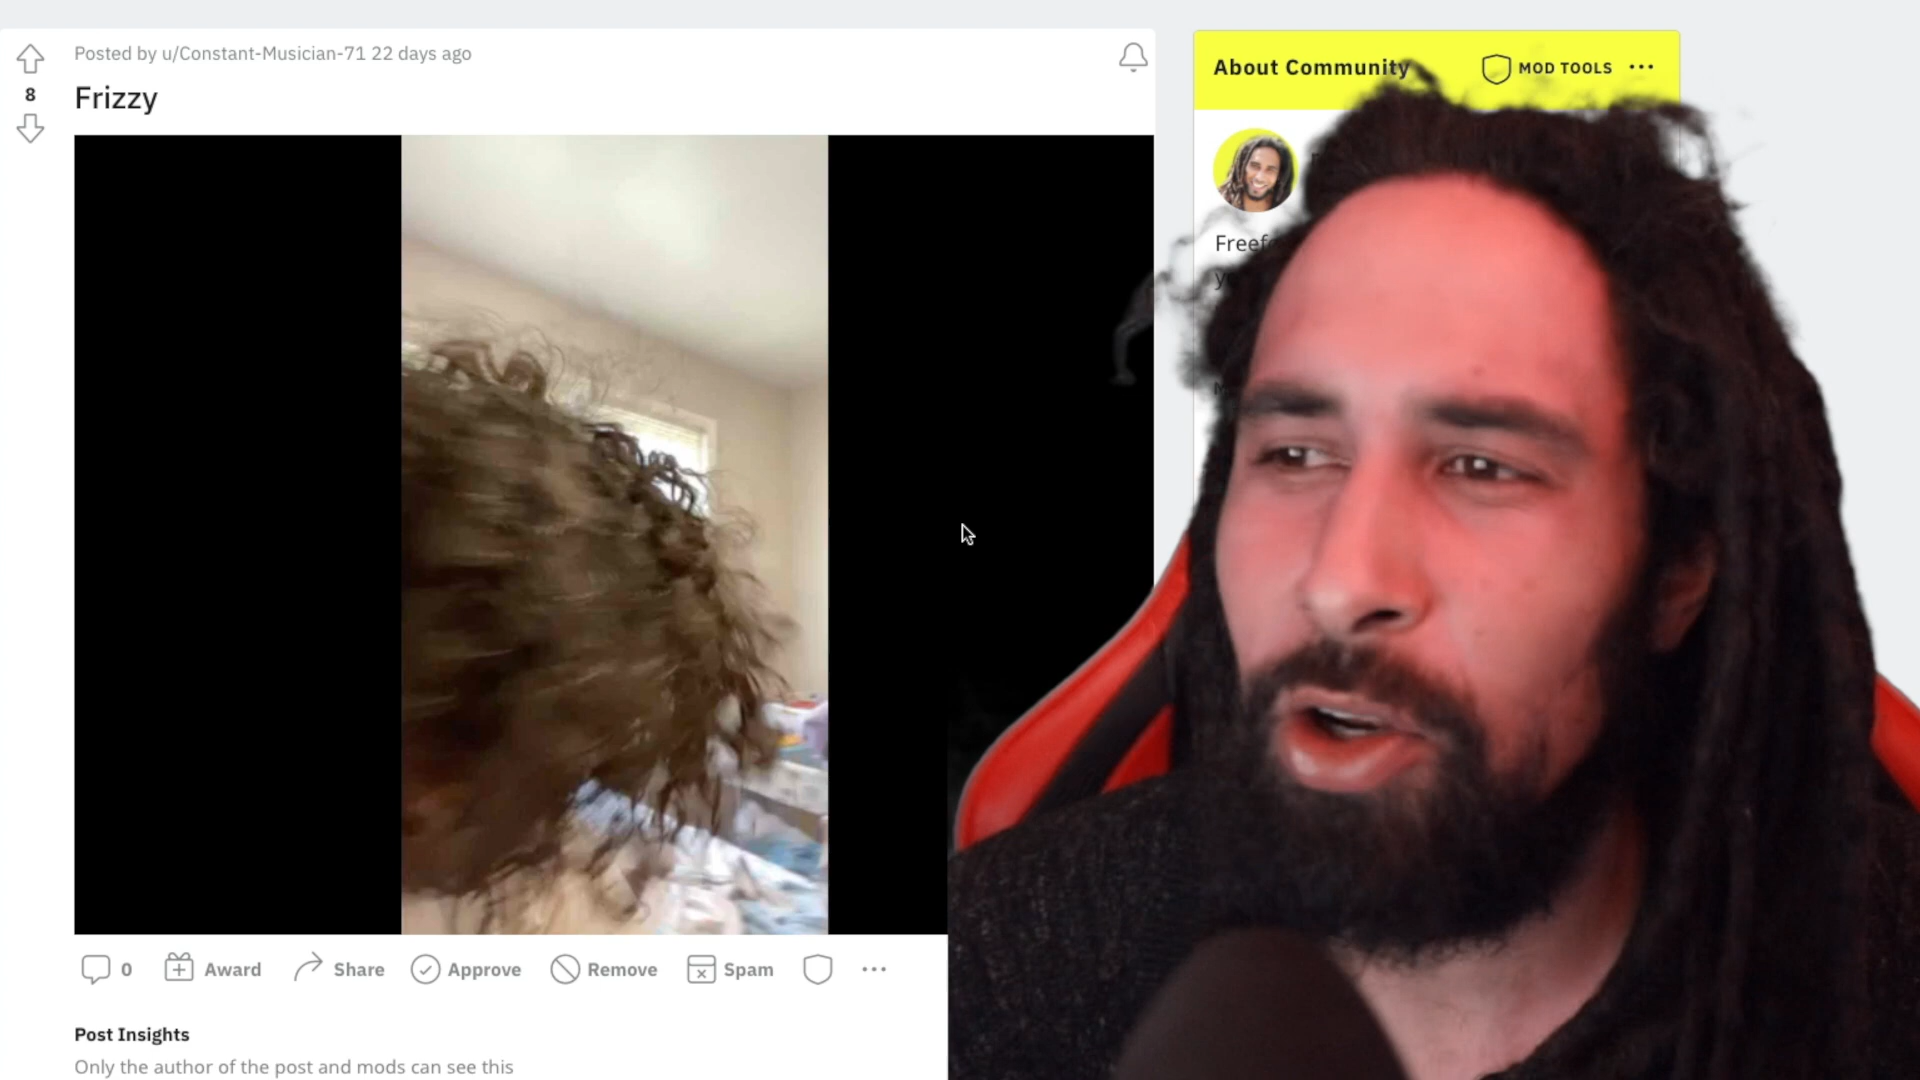 Posted by u/Constant-Musician-71 22 days ago
8
Frizzy
0
Award
Share
Approve
Remove
Spam
Post Insights
Only the author of the post and mods can see this
About Community
MOD TOOLS